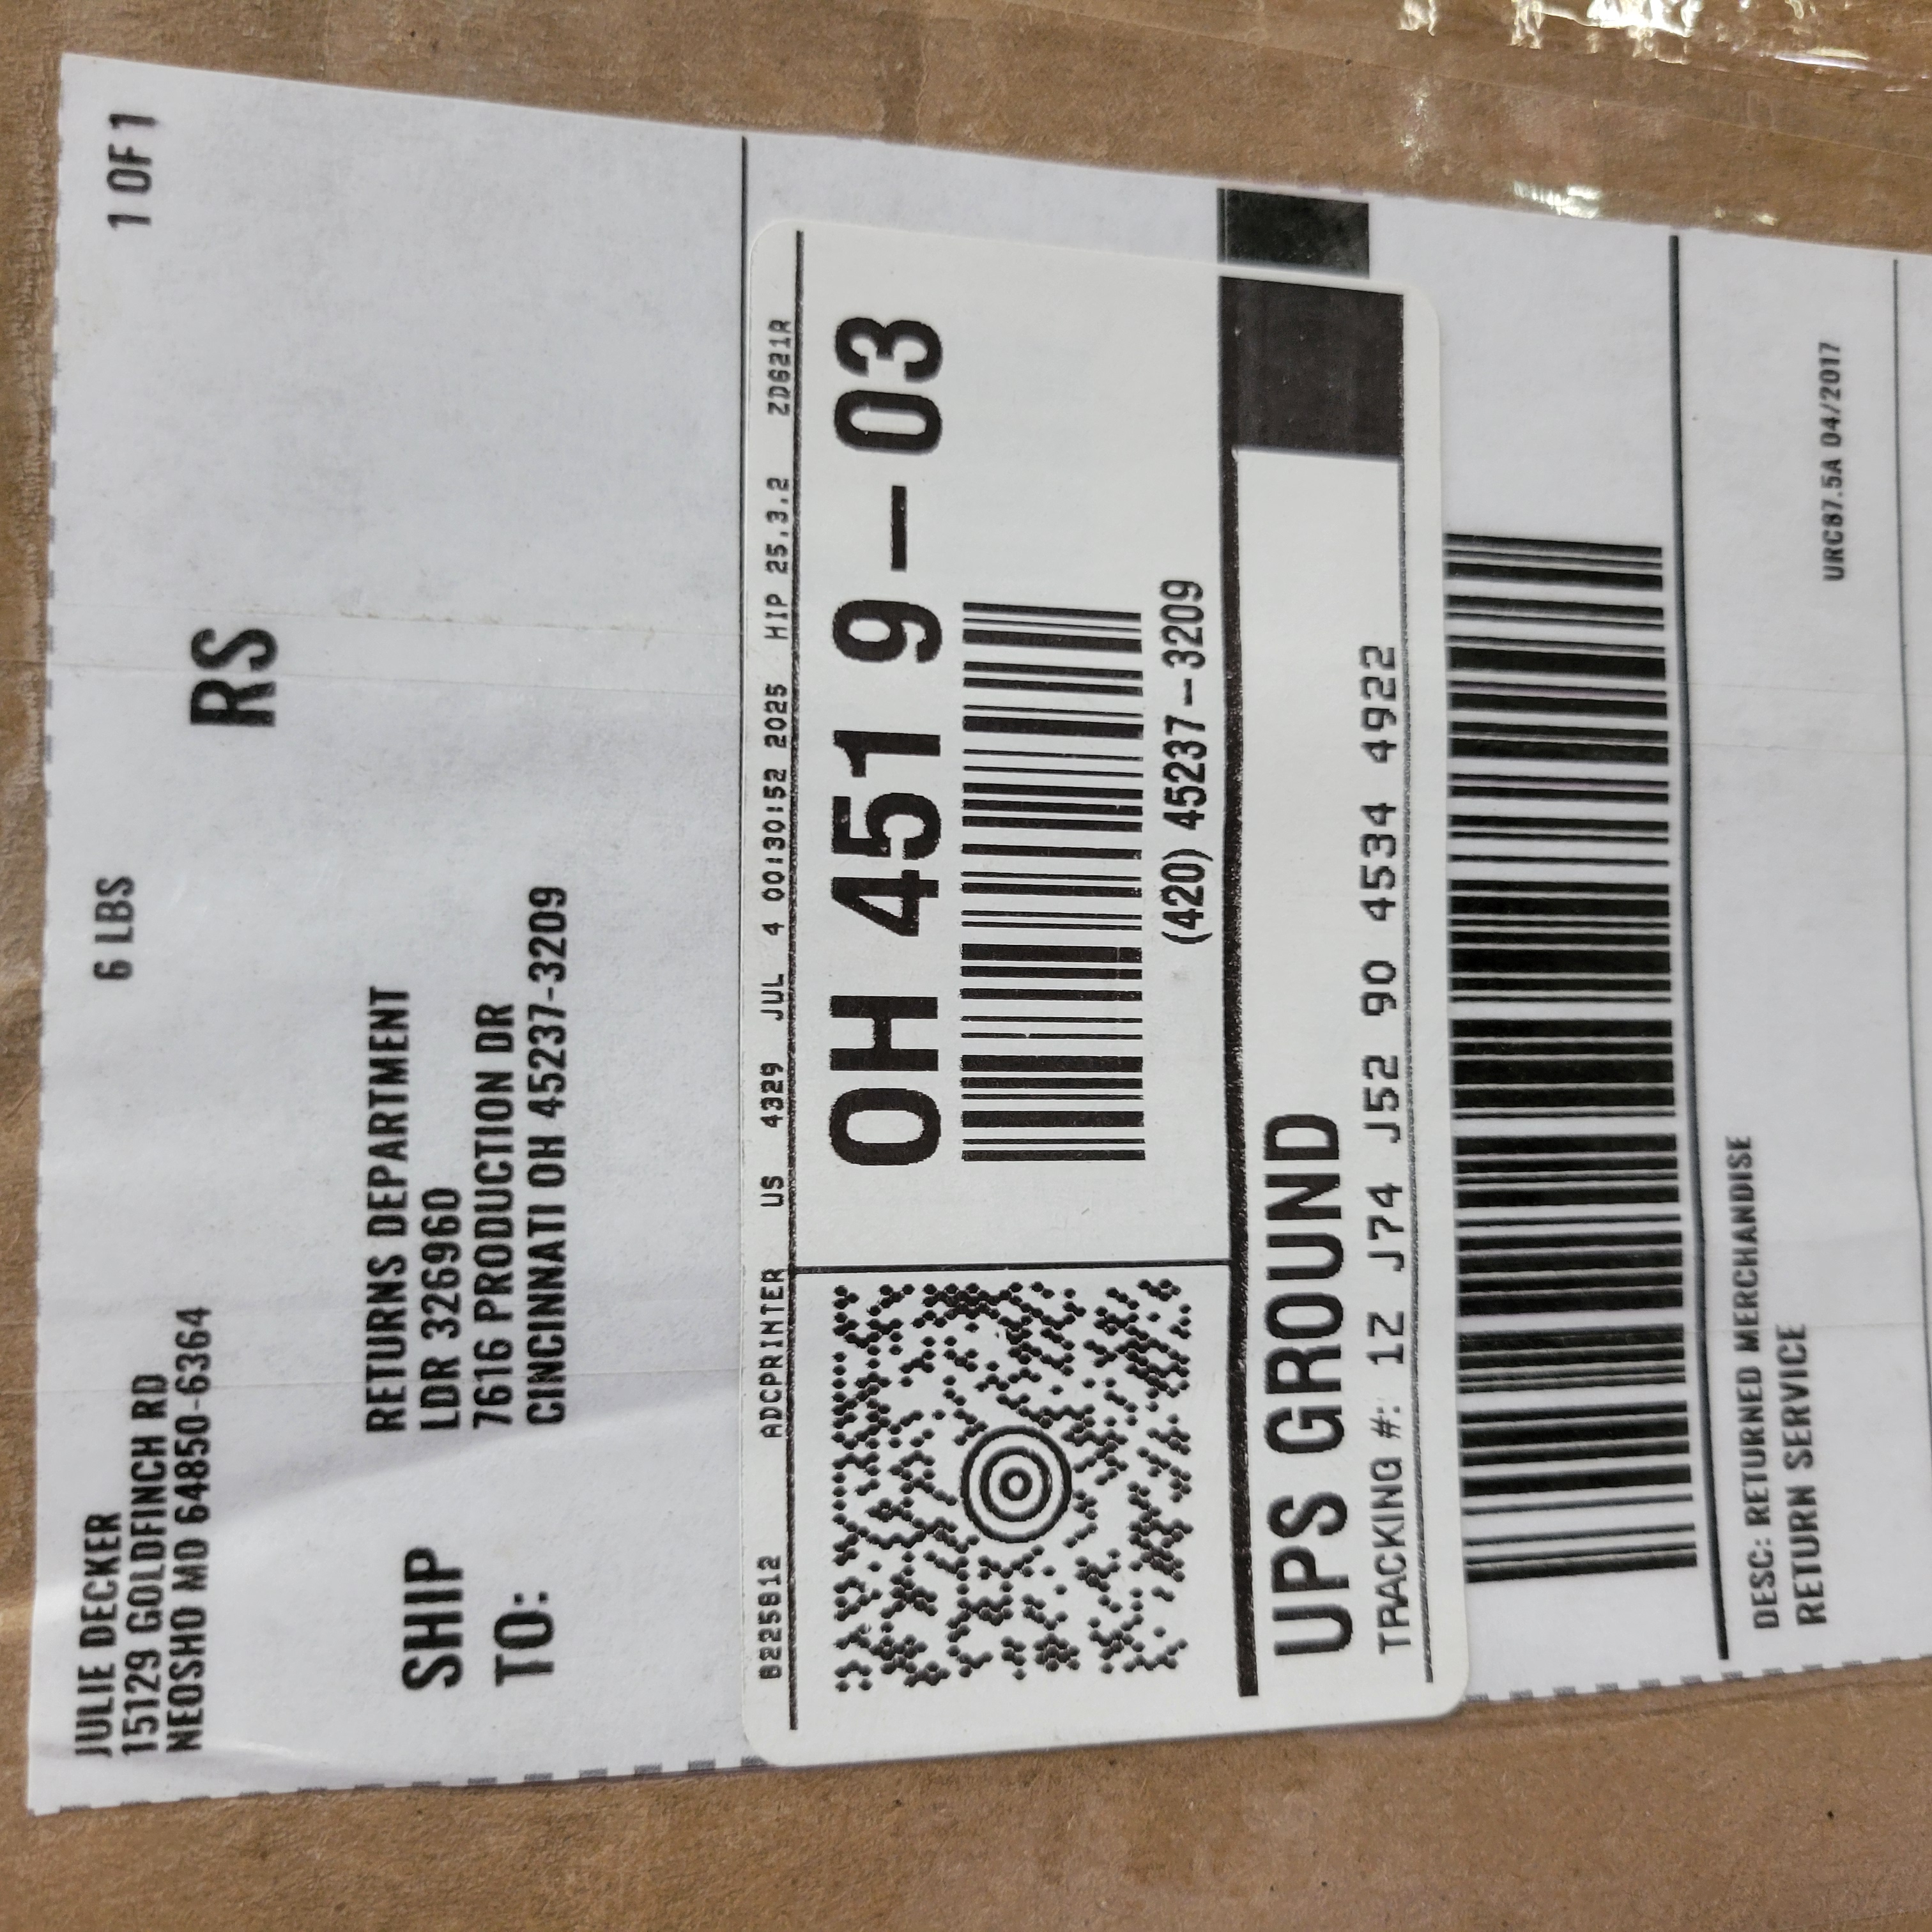 JULIE DECKER
15129 GOLDFINCH RD
NEOSHO MO 64850-6364
6 LBS
1 OF 1
RS
SHIP
TO:
RETURNS DEPARTMENT
LDR 326960
7616 PRODUCTION DR
CINCINNATI OH 45237-3209
B225912 ADCPRINTER US 4329 JUL 4 00:30:52 2025 HIP 25.3.2 ZD621R
OH 451 9-03
(420) 45237-3209
UPS GROUND
TRACKING #: 1Z J74 J52 90 4534 4922
DESC: RETURNED MERCHANDISE
RETURN SERVICE
URC87.5A 04/2017